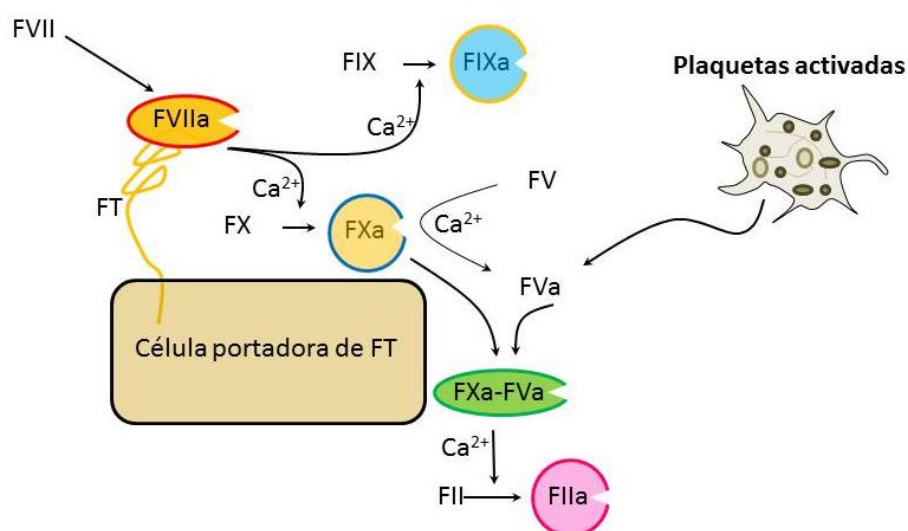 FVII
FIX
FIXa
Plaquetas activadas
FVIIa
Ca²⁺
Ca²⁺
FV
FT
FX
FXa
Ca²⁺
FVa
Célula portadora de FT
FXa-FVa
Ca²⁺
FII
FIIa